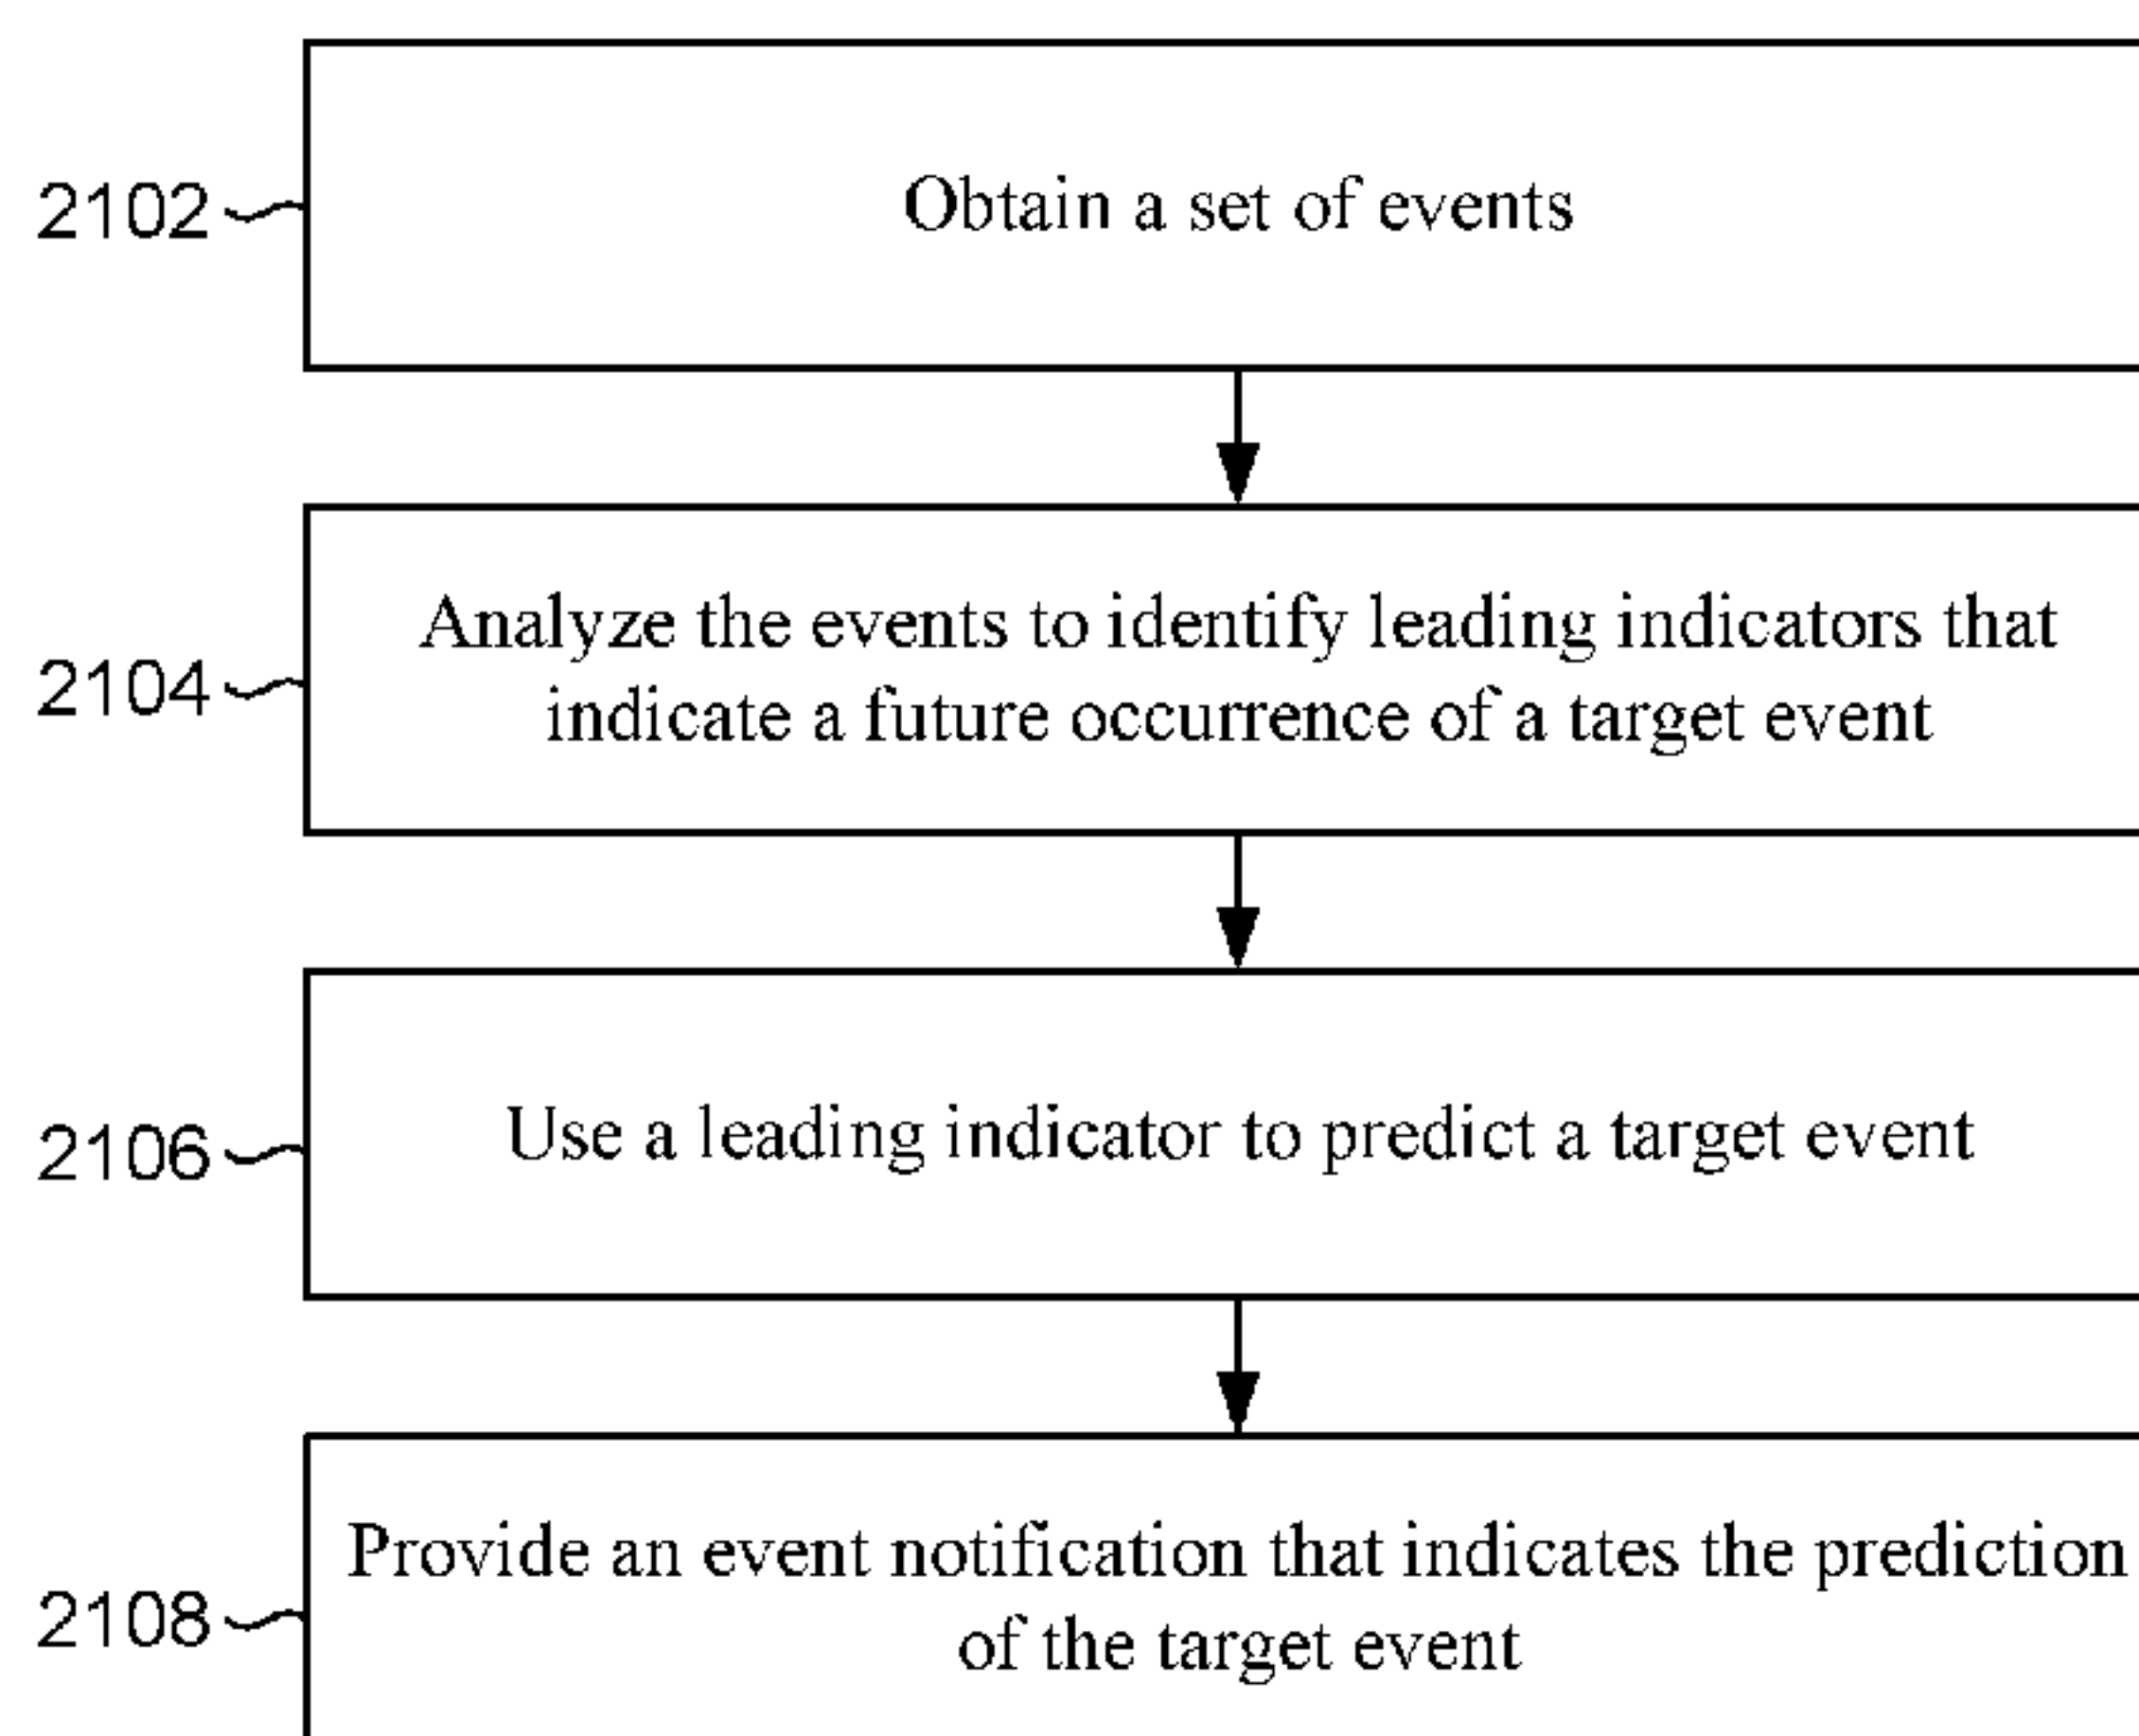 2102
Obtain a set of events
2104
Analyze the events to identify leading indicators that
indicate a future occurrence of a target event
2106
Use a leading indicator to predict a target event
2108
Provide an event notification that indicates the prediction
of the target event